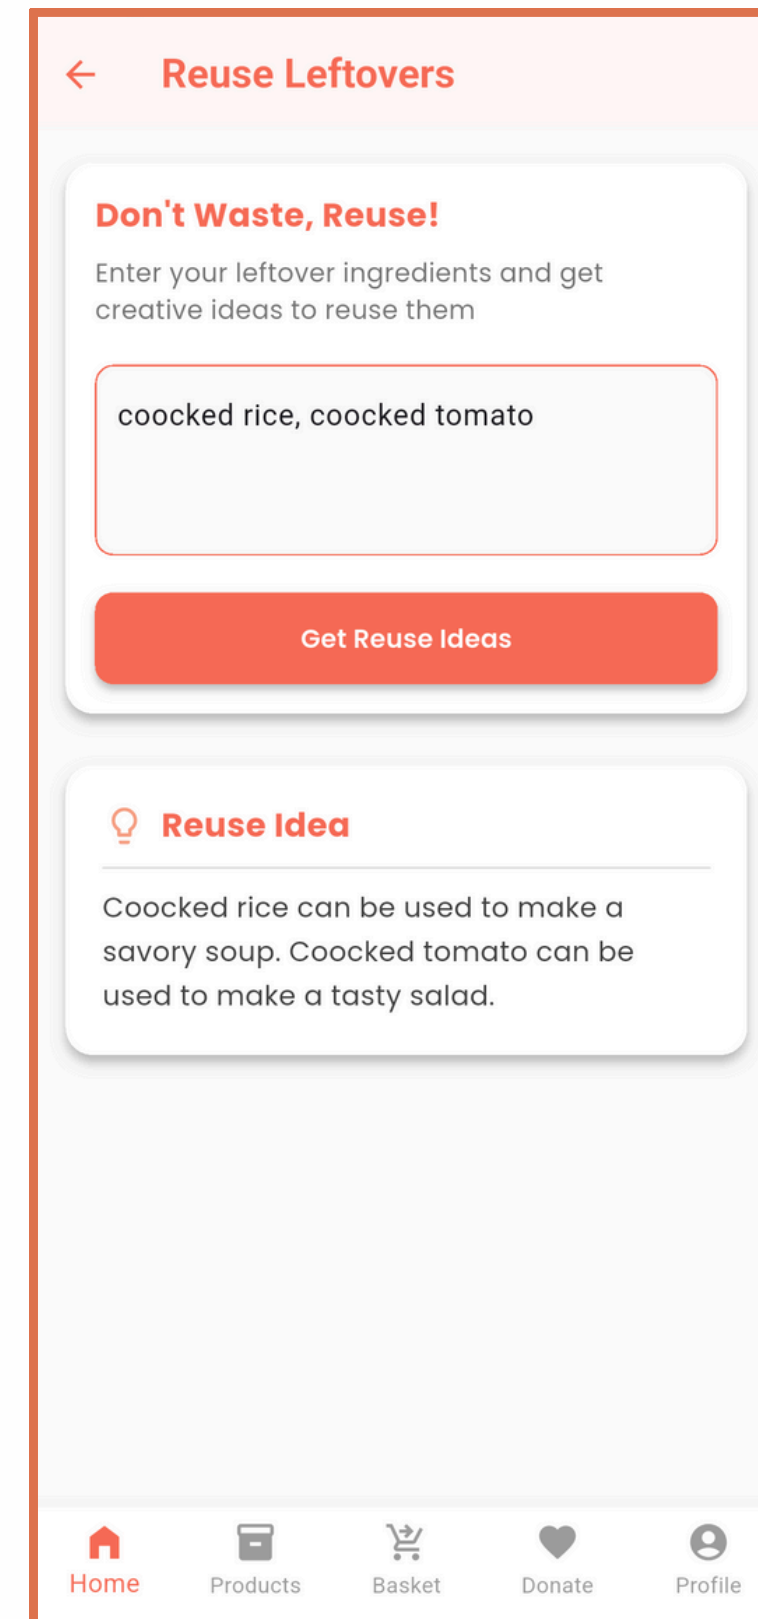 Reuse Leftovers
Don't Waste, Reuse!
Enter your leftover ingredients and get
creative ideas to reuse them
coocked rice, coocked tomato
Get Reuse Ideas
Reuse Idea
Coocked rice can be used to make a
savory soup. Coocked tomato can be
used to make a tasty salad.
Home Products Basket Donate Profile